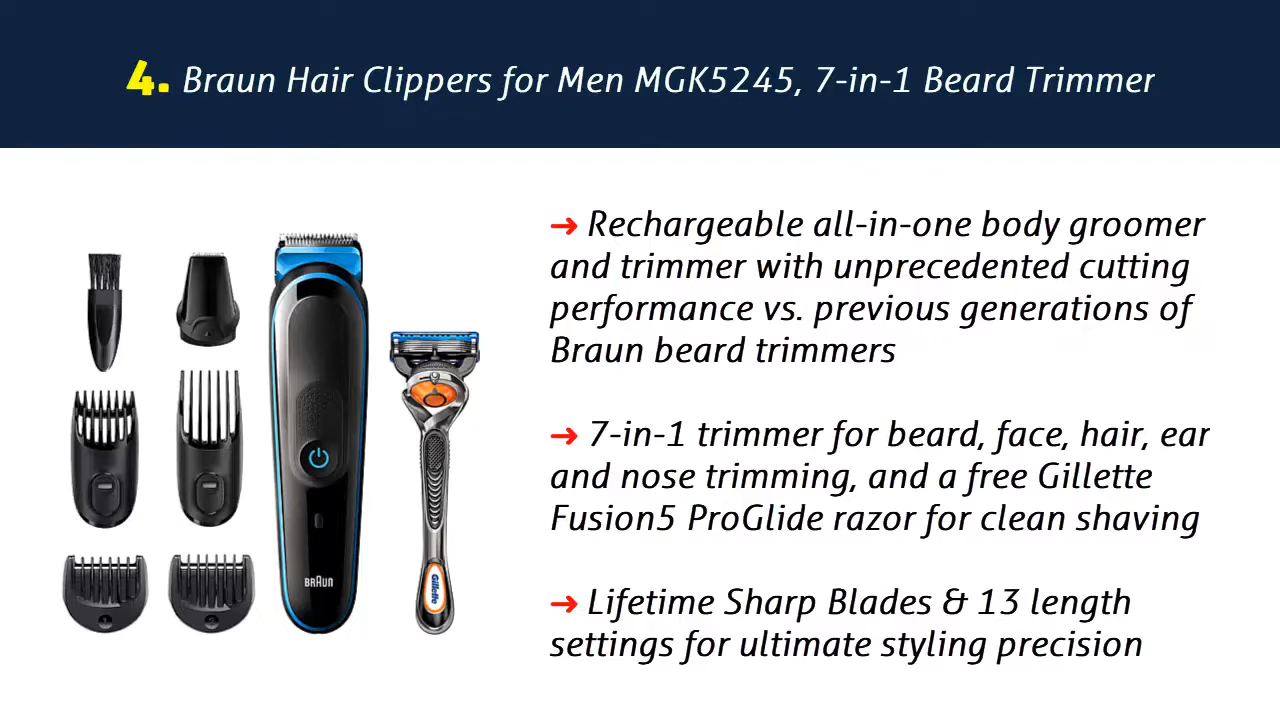 4. Braun Hair Clippers for Men MGK5245, 7-in-1 Beard Trimmer
➜ Rechargeable all-in-one body groomer
and trimmer with unprecedented cutting
performance vs. previous generations of
Braun beard trimmers
➜ 7-in-1 trimmer for beard, face, hair, ear
and nose trimming, and a free Gillette
Fusion5 ProGlide razor for clean shaving
➜ Lifetime Sharp Blades & 13 length
settings for ultimate styling precision
BRAUN
Gillette